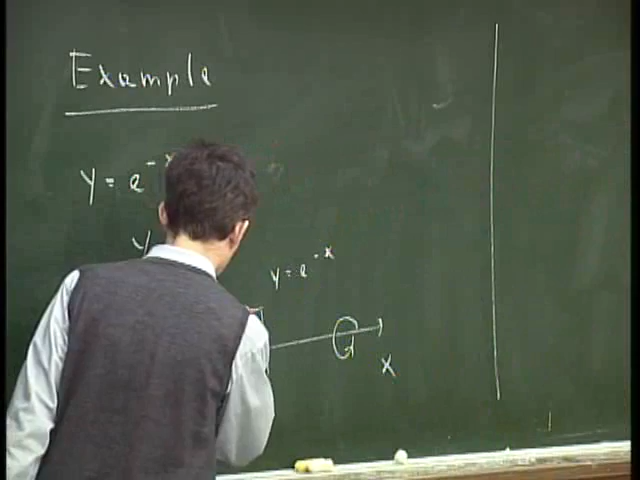 Example
y = e^-x
y
y = e^-x
x